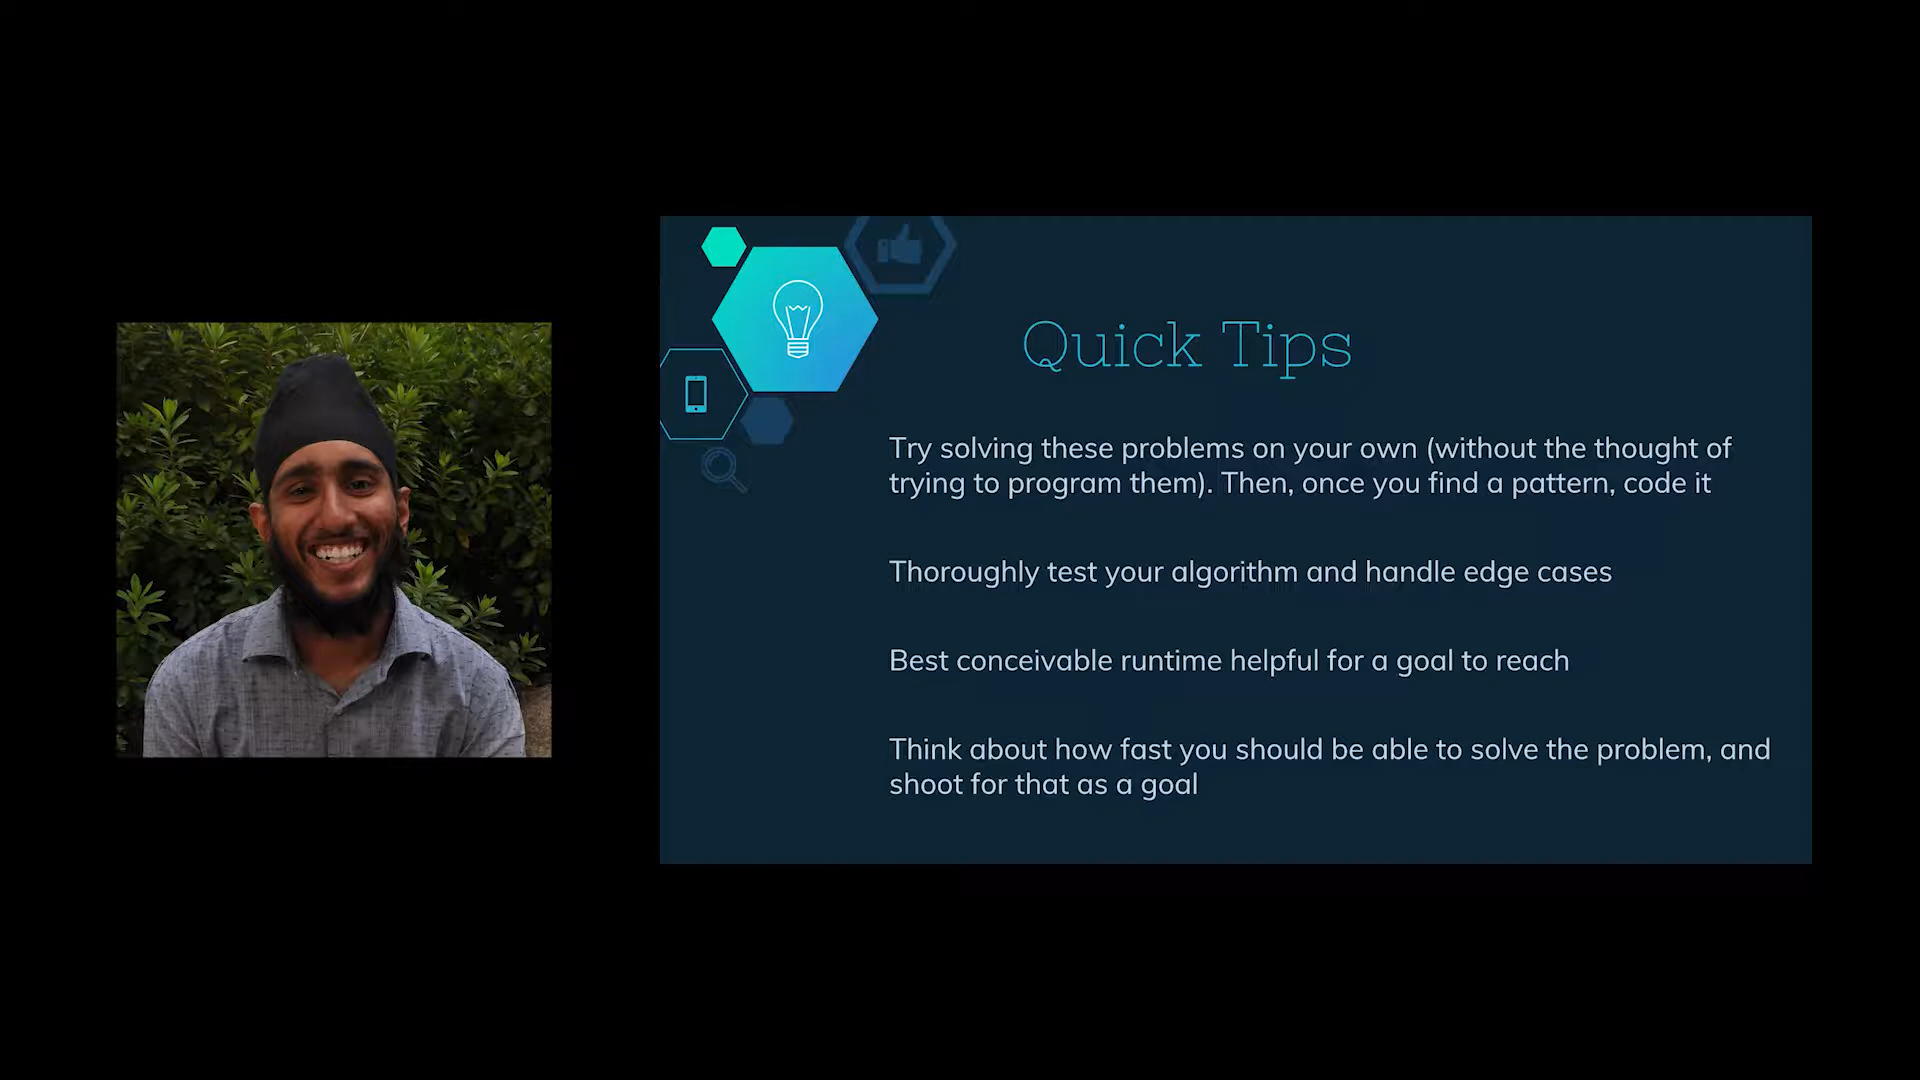 Quick Tips
Try solving these problems on your own (without the thought of
trying to program them). Then, once you find a pattern, code it
Thoroughly test your algorithm and handle edge cases
Best conceivable runtime helpful for a goal to reach
Think about how fast you should be able to solve the problem, and
shoot for that as a goal